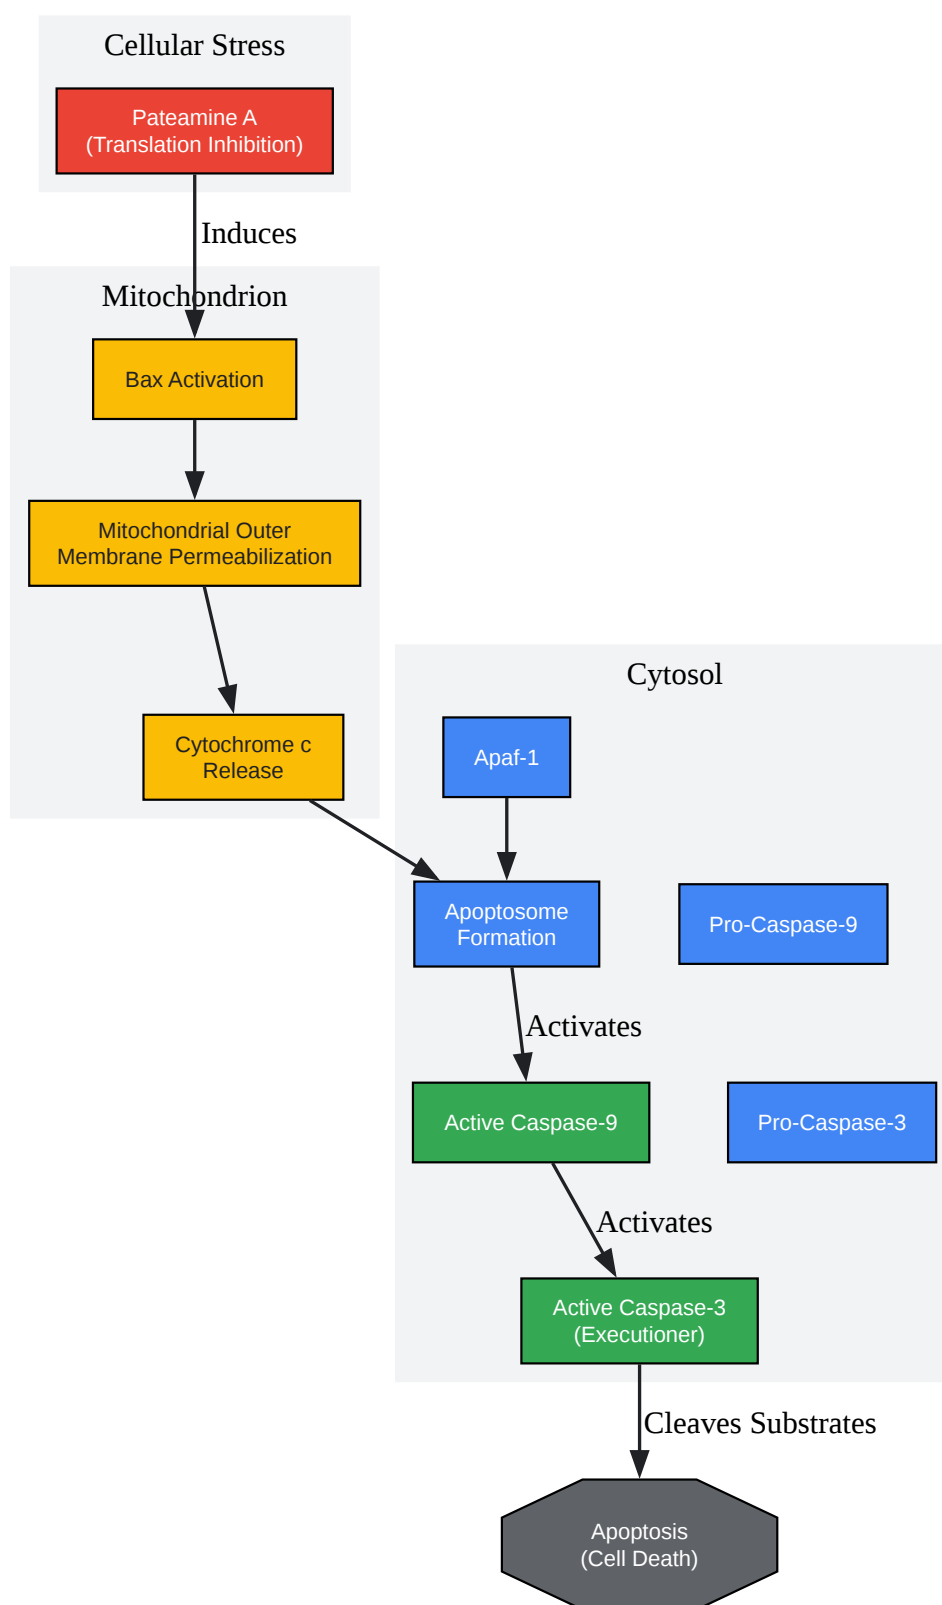 Cellular Stress
Pateamine A
(Translation Inhibition)
Induces
Mitochondrion
Bax Activation
Mitochondrial Outer
Membrane Permeabilization
Cytosol
Cytochrome c
Release
Apaf-1
Apoptosome
Formation
Pro-Caspase-9
Activates
Active Caspase-9
Pro-Caspase-3
Activates
Active Caspase-3
(Executioner)
Cleaves Substrates
Apoptosis
(Cell Death)